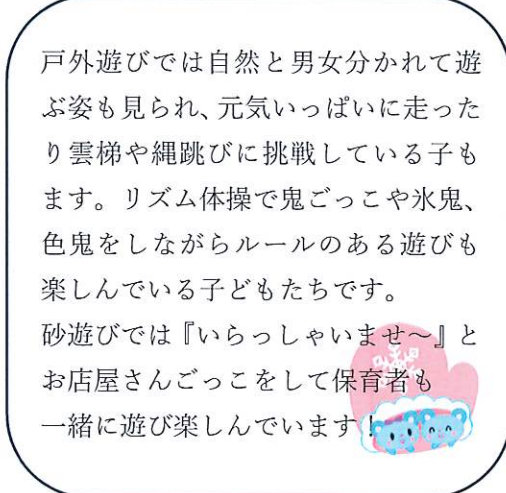 戸外遊びでは自然と男女分かれて遊
ぶ姿も見られ、元気いっぱいに走った
り雲梯や縄跳びに挑戦している子も
ます。リズム体操で鬼ごっこや氷鬼、
色鬼をしながらルールのある遊びも
楽しんでいる子どもたちです。
砂遊びでは『いらっしゃいませ～』と
お店屋さんごっこをして保育者も
一緒に遊び楽しんでいます！